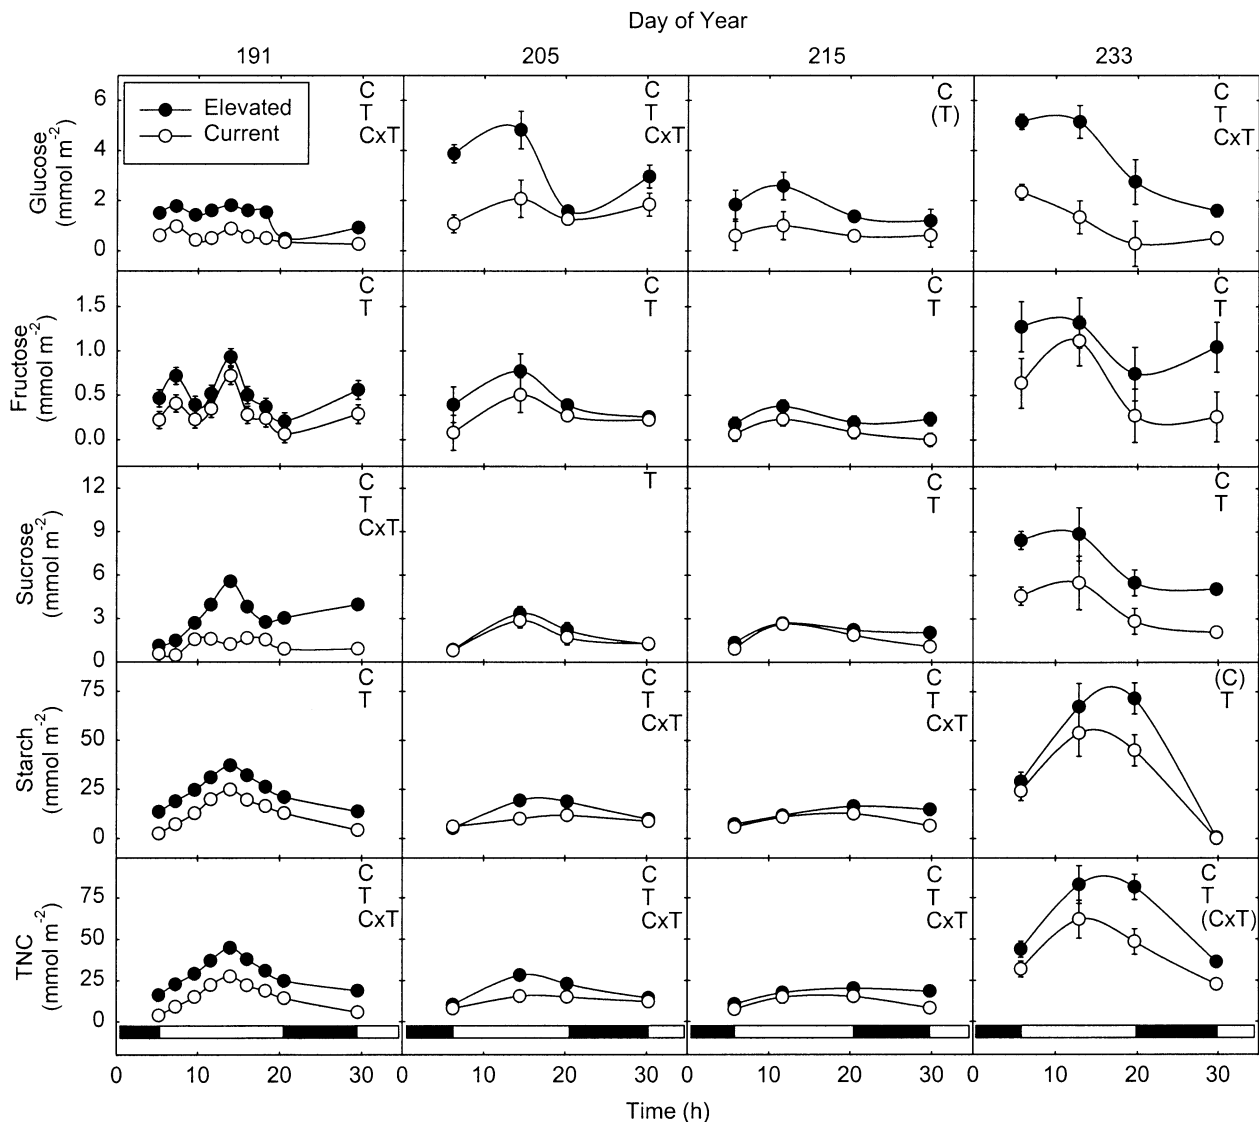 Day of Year
191 205 215 233
Elevated
Current
Glucose
(mmol m-2)
6
4
2
0
C
T
CxT
C
T
CxT
C
(T)
C
T
CxT
Fructose
(mmol m-2)
1.5
1.0
0.5
0.0
C
T
C
T
C
T
C
T
Sucrose
(mmol m-2)
12
9
6
3
0
C
T
CxT
T
C
T
C
T
Starch
(mmol m-2)
75
50
25
0
C
T
C
T
CxT
C
T
CxT
(C)
T
TNC
(mmol m-2)
75
50
25
0
C
T
CxT
C
T
CxT
C
T
CxT
C
T
(CxT)
0 10 20 30 0 10 20 30 0 10 20 30 0 10 20 30
Time (h)